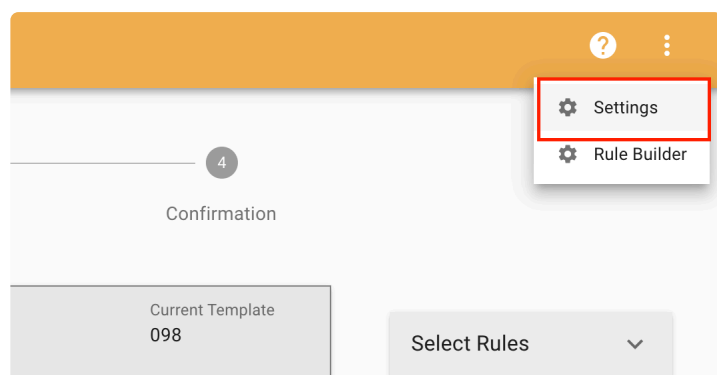 ?
Settings
Rule Builder
4
Confirmation
Current Template
098
Select Rules